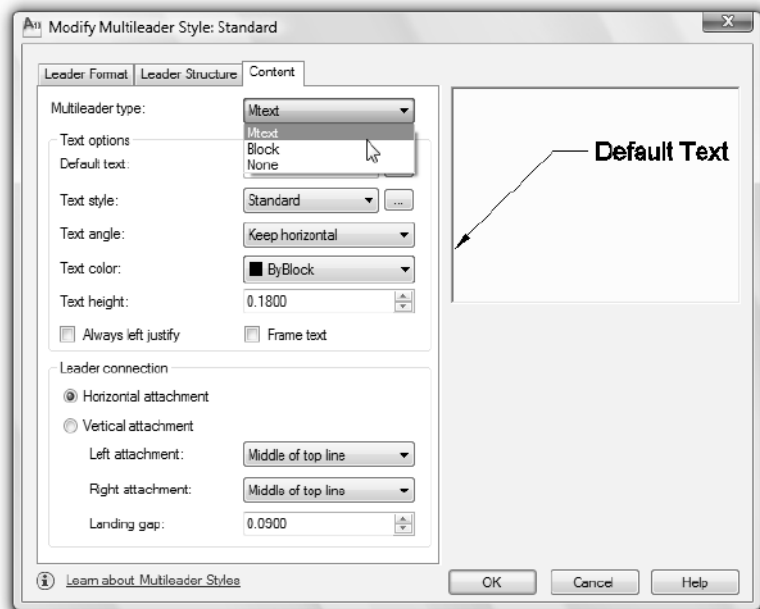 Modify Multileader Style: Standard
Leader Format Leader Structure Content
Multileader type: Mtext
Mtext
Block
None
Text options
Default text:
Text style: Standard ...
Text angle: Keep horizontal
Text color: ByBlock
Text height: 0.1800
Always left justify Frame text
Leader connection
Horizontal attachment
Vertical attachment
Left attachment: Middle of top line
Right attachment: Middle of top line
Landing gap: 0.0900
Default Text
Learn about Multileader Styles
OK Cancel Help